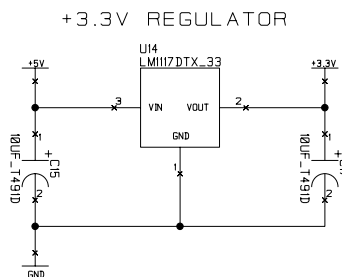 +3.3V REGULATOR
U14
LM1117DTX_33
+5V
+3.3V
3
VIN
VOUT
2
GND
1
1
+
C15
10UF_T491D
2
1
+
10UF_T491D
2
GND